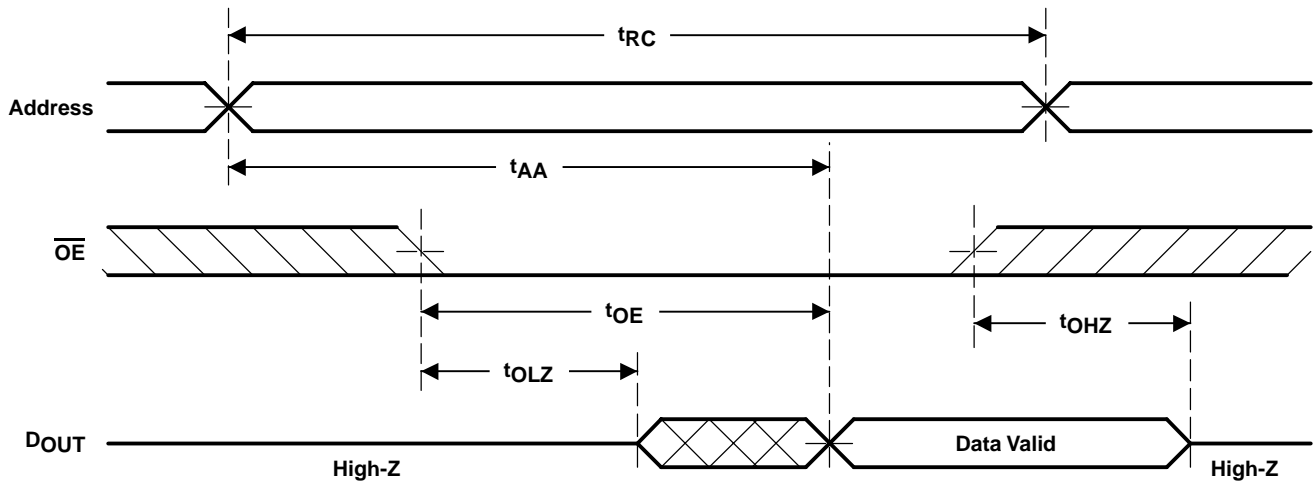 tRC
Address
tAA
OE
tOE
tOHZ
tOLZ
DOUT
Data Valid
High-Z
High-Z